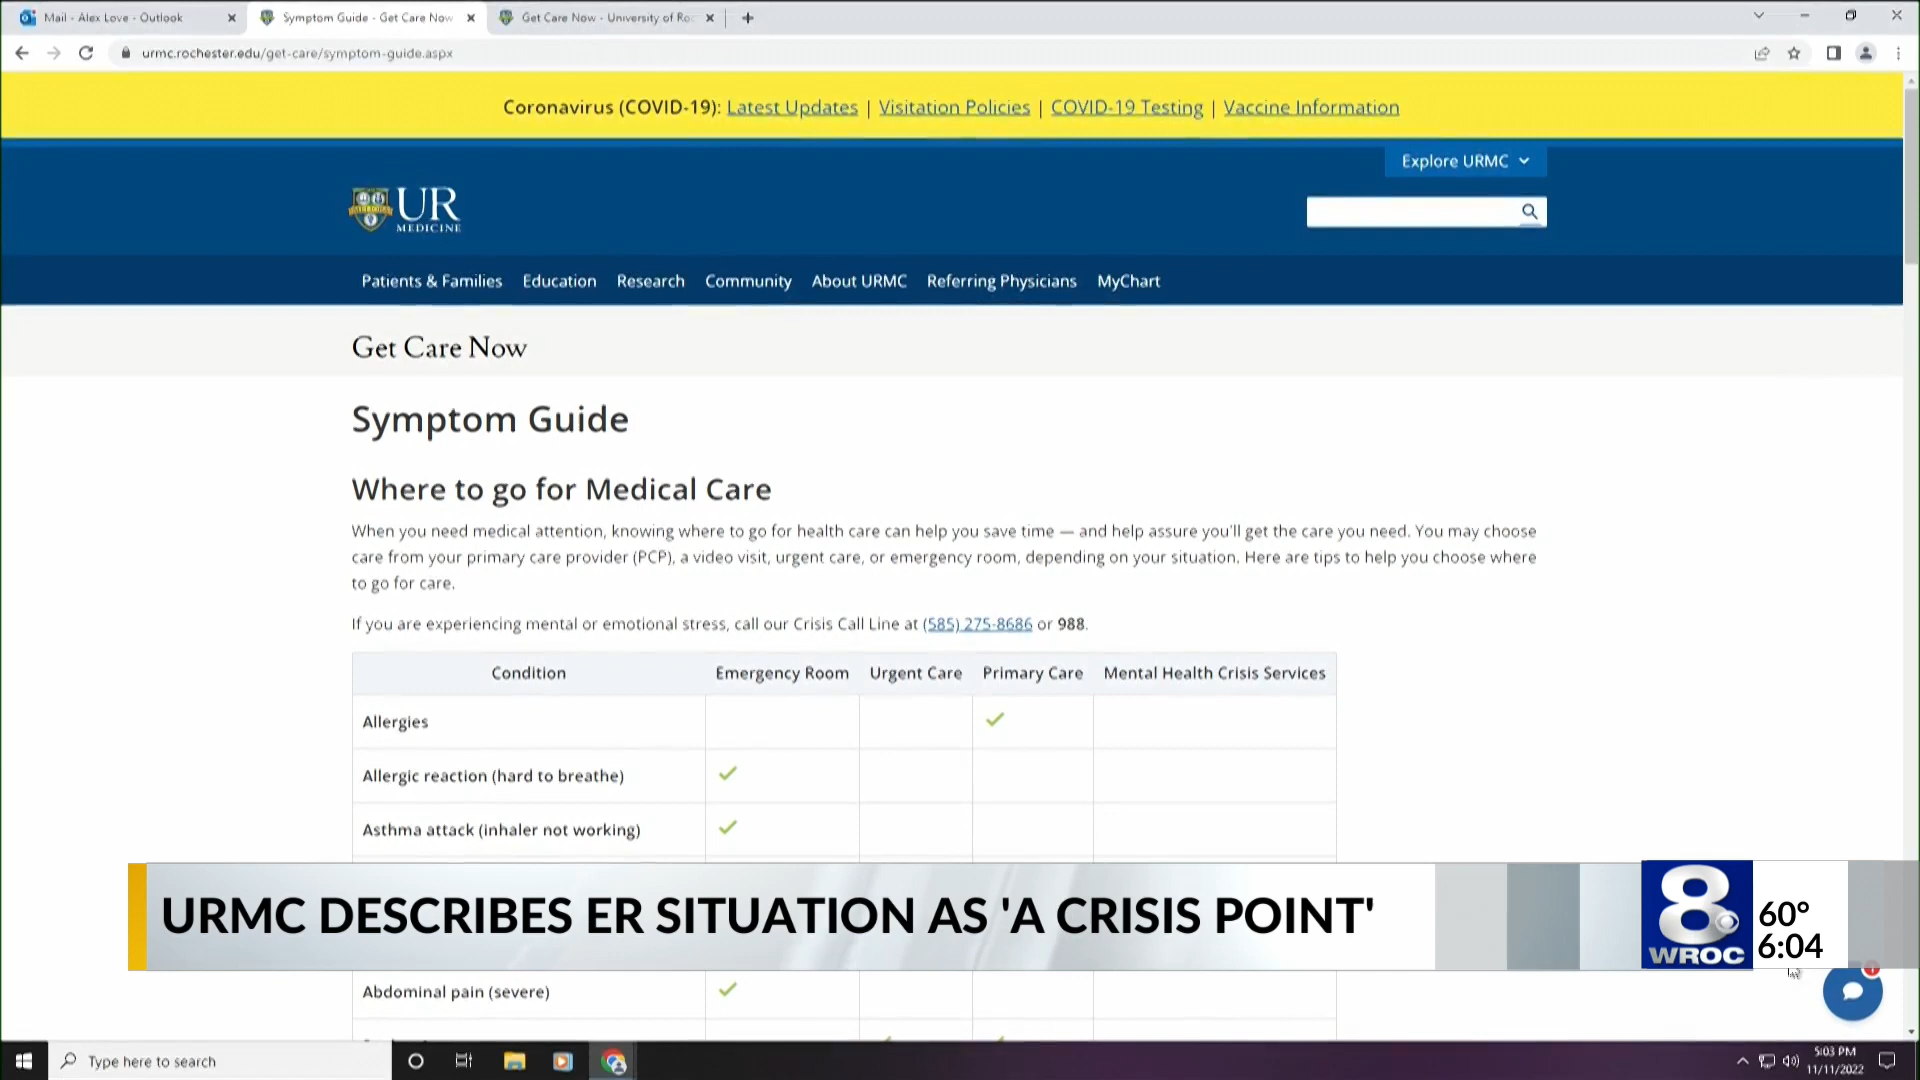 Mail - Alex Love - Outlook
Symptom Guide - Get Care Now
Get Care Now - University of Ro
urmc.rochester.edu/get-care/symptom-guide.aspx
Coronavirus (COVID-19): Latest Updates | Visitation Policies | COVID-19 Testing | Vaccine Information
Explore URMC
UR
MEDICINE
Patients & Families Education Research Community About URMC Referring Physicians MyChart
Get Care Now
Symptom Guide
Where to go for Medical Care
When you need medical attention, knowing where to go for health care can help you save time — and help assure you'll get the care you need. You may choose
care from your primary care provider (PCP), a video visit, urgent care, or emergency room, depending on your situation. Here are tips to help you choose where
to go for care.
If you are experiencing mental or emotional stress, call our Crisis Call Line at (585) 275-8686 or 988.
Condition Emergency Room Urgent Care Primary Care Mental Health Crisis Services
Allergies
Allergic reaction (hard to breathe)
Asthma attack (inhaler not working)
URMC DESCRIBES ER SITUATION AS 'A CRISIS POINT'
8
WROC
60°
6:04
Abdominal pain (severe)
Type here to search
5:03 PM
11/11/2022